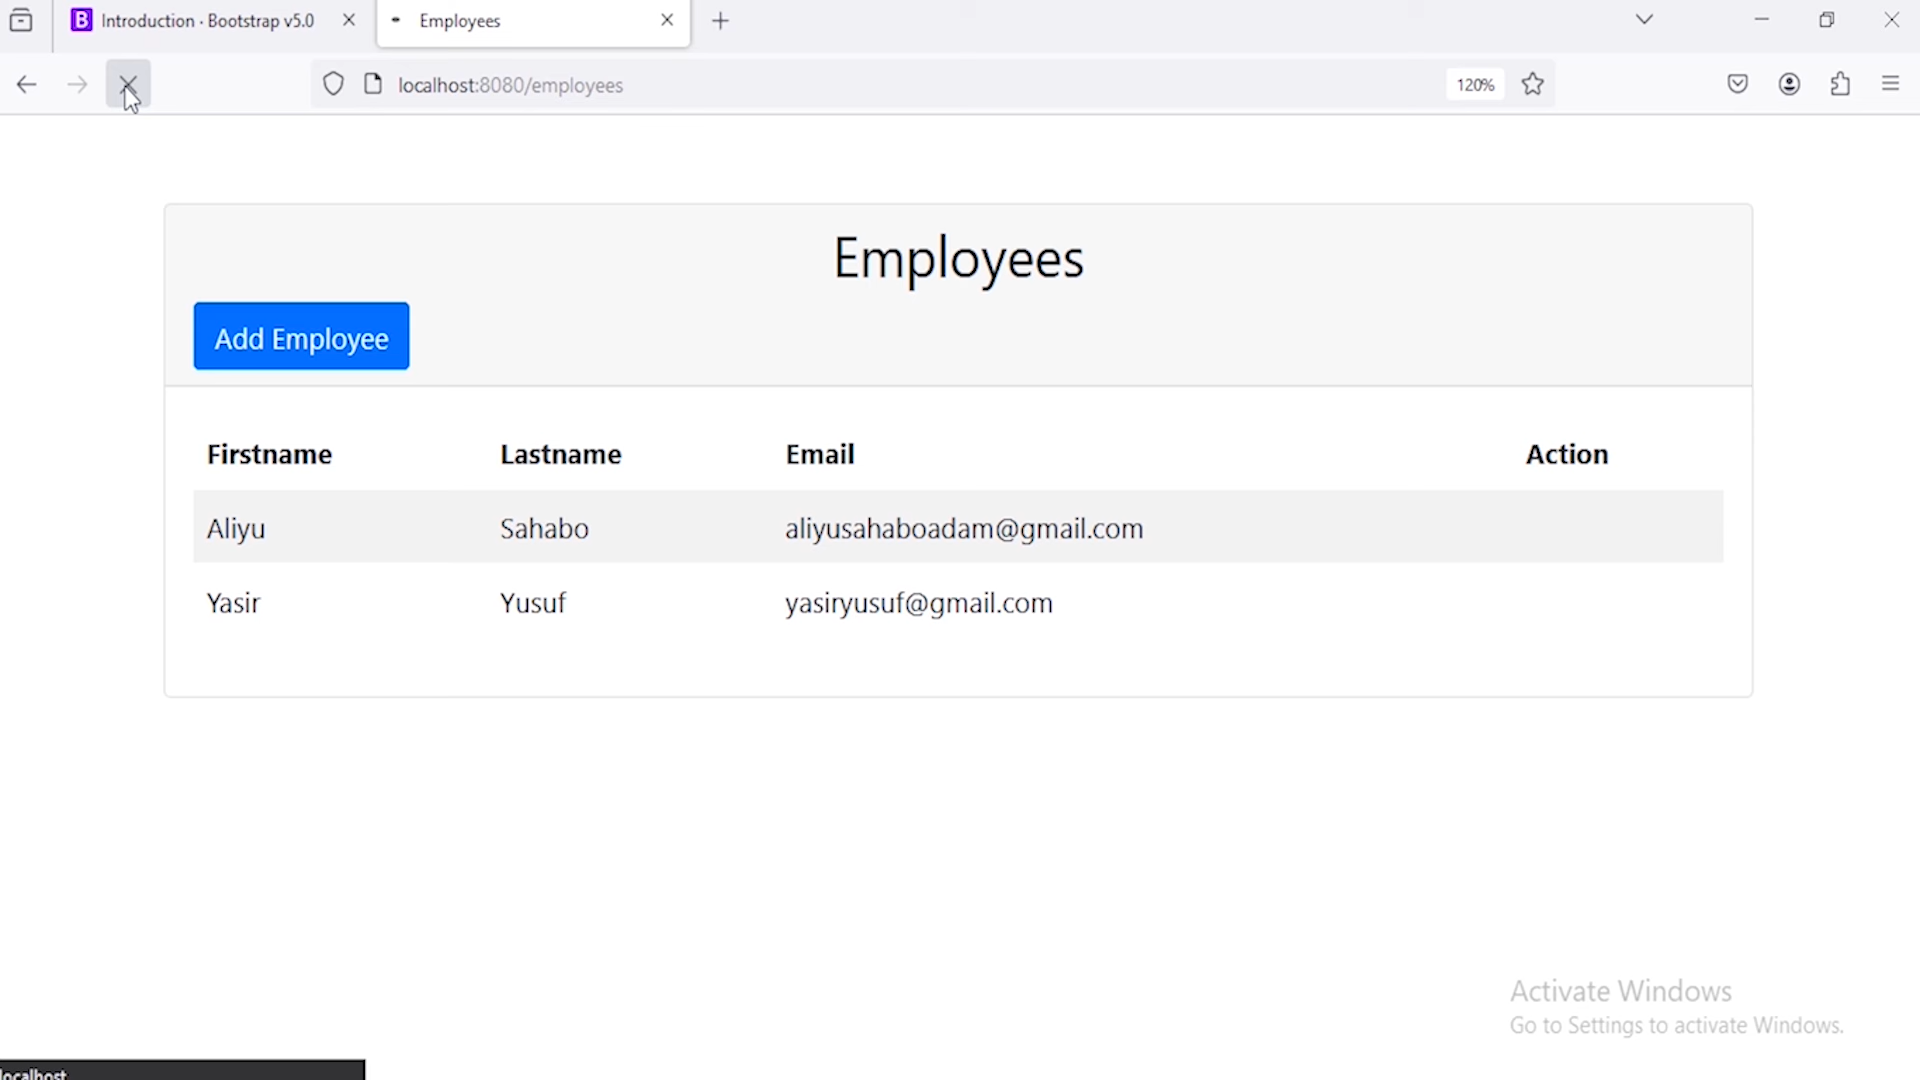 Introduction · Bootstrap v5.0
Employees
localhost:8080/employees
120%
Employees
Add Employee
Firstname Lastname Email Action
Aliyu Sahabo aliyusahaboadam@gmail.com
Yasir Yusuf yasiryusuf@gmail.com
Activate Windows
Go to Settings to activate Windows.
localhost